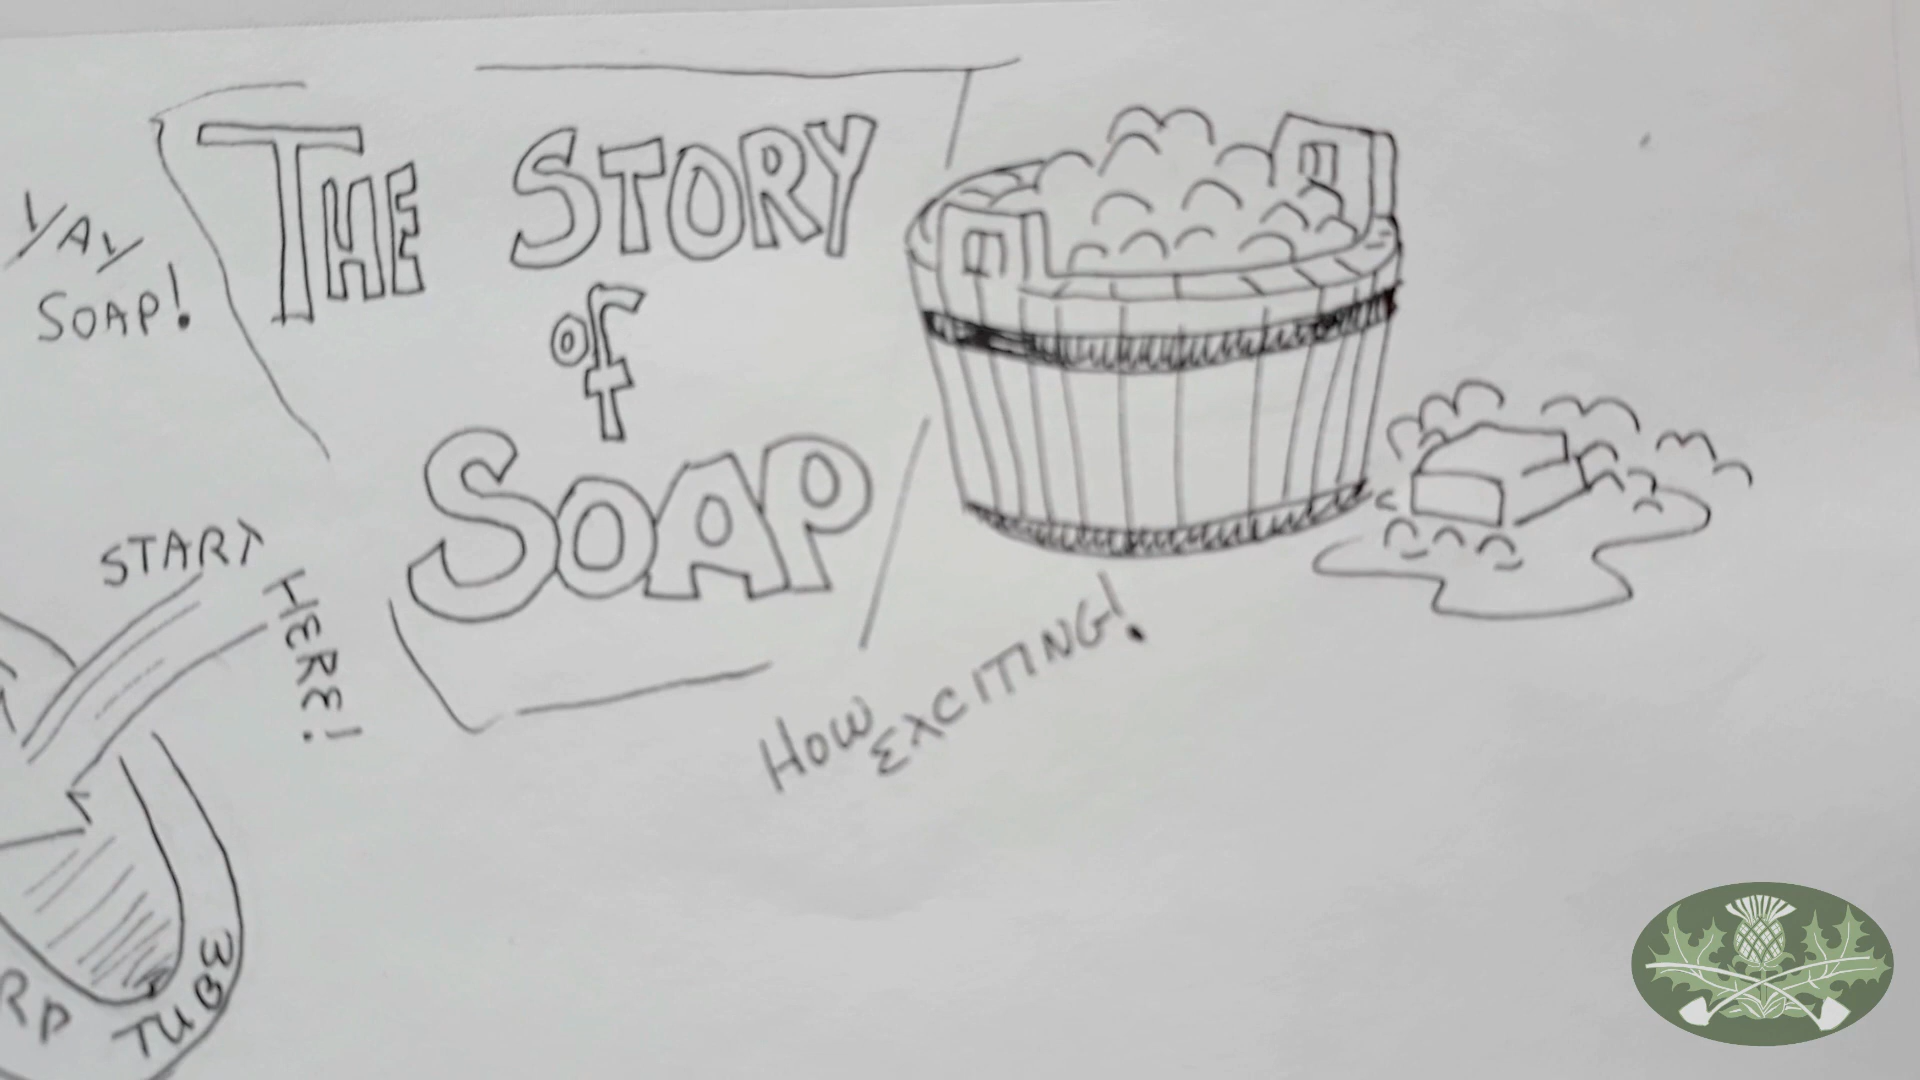 YAY
SOAP!
THE STORY
of
SOAP
START
HERE!
HOW
EXCITING!
TUBE